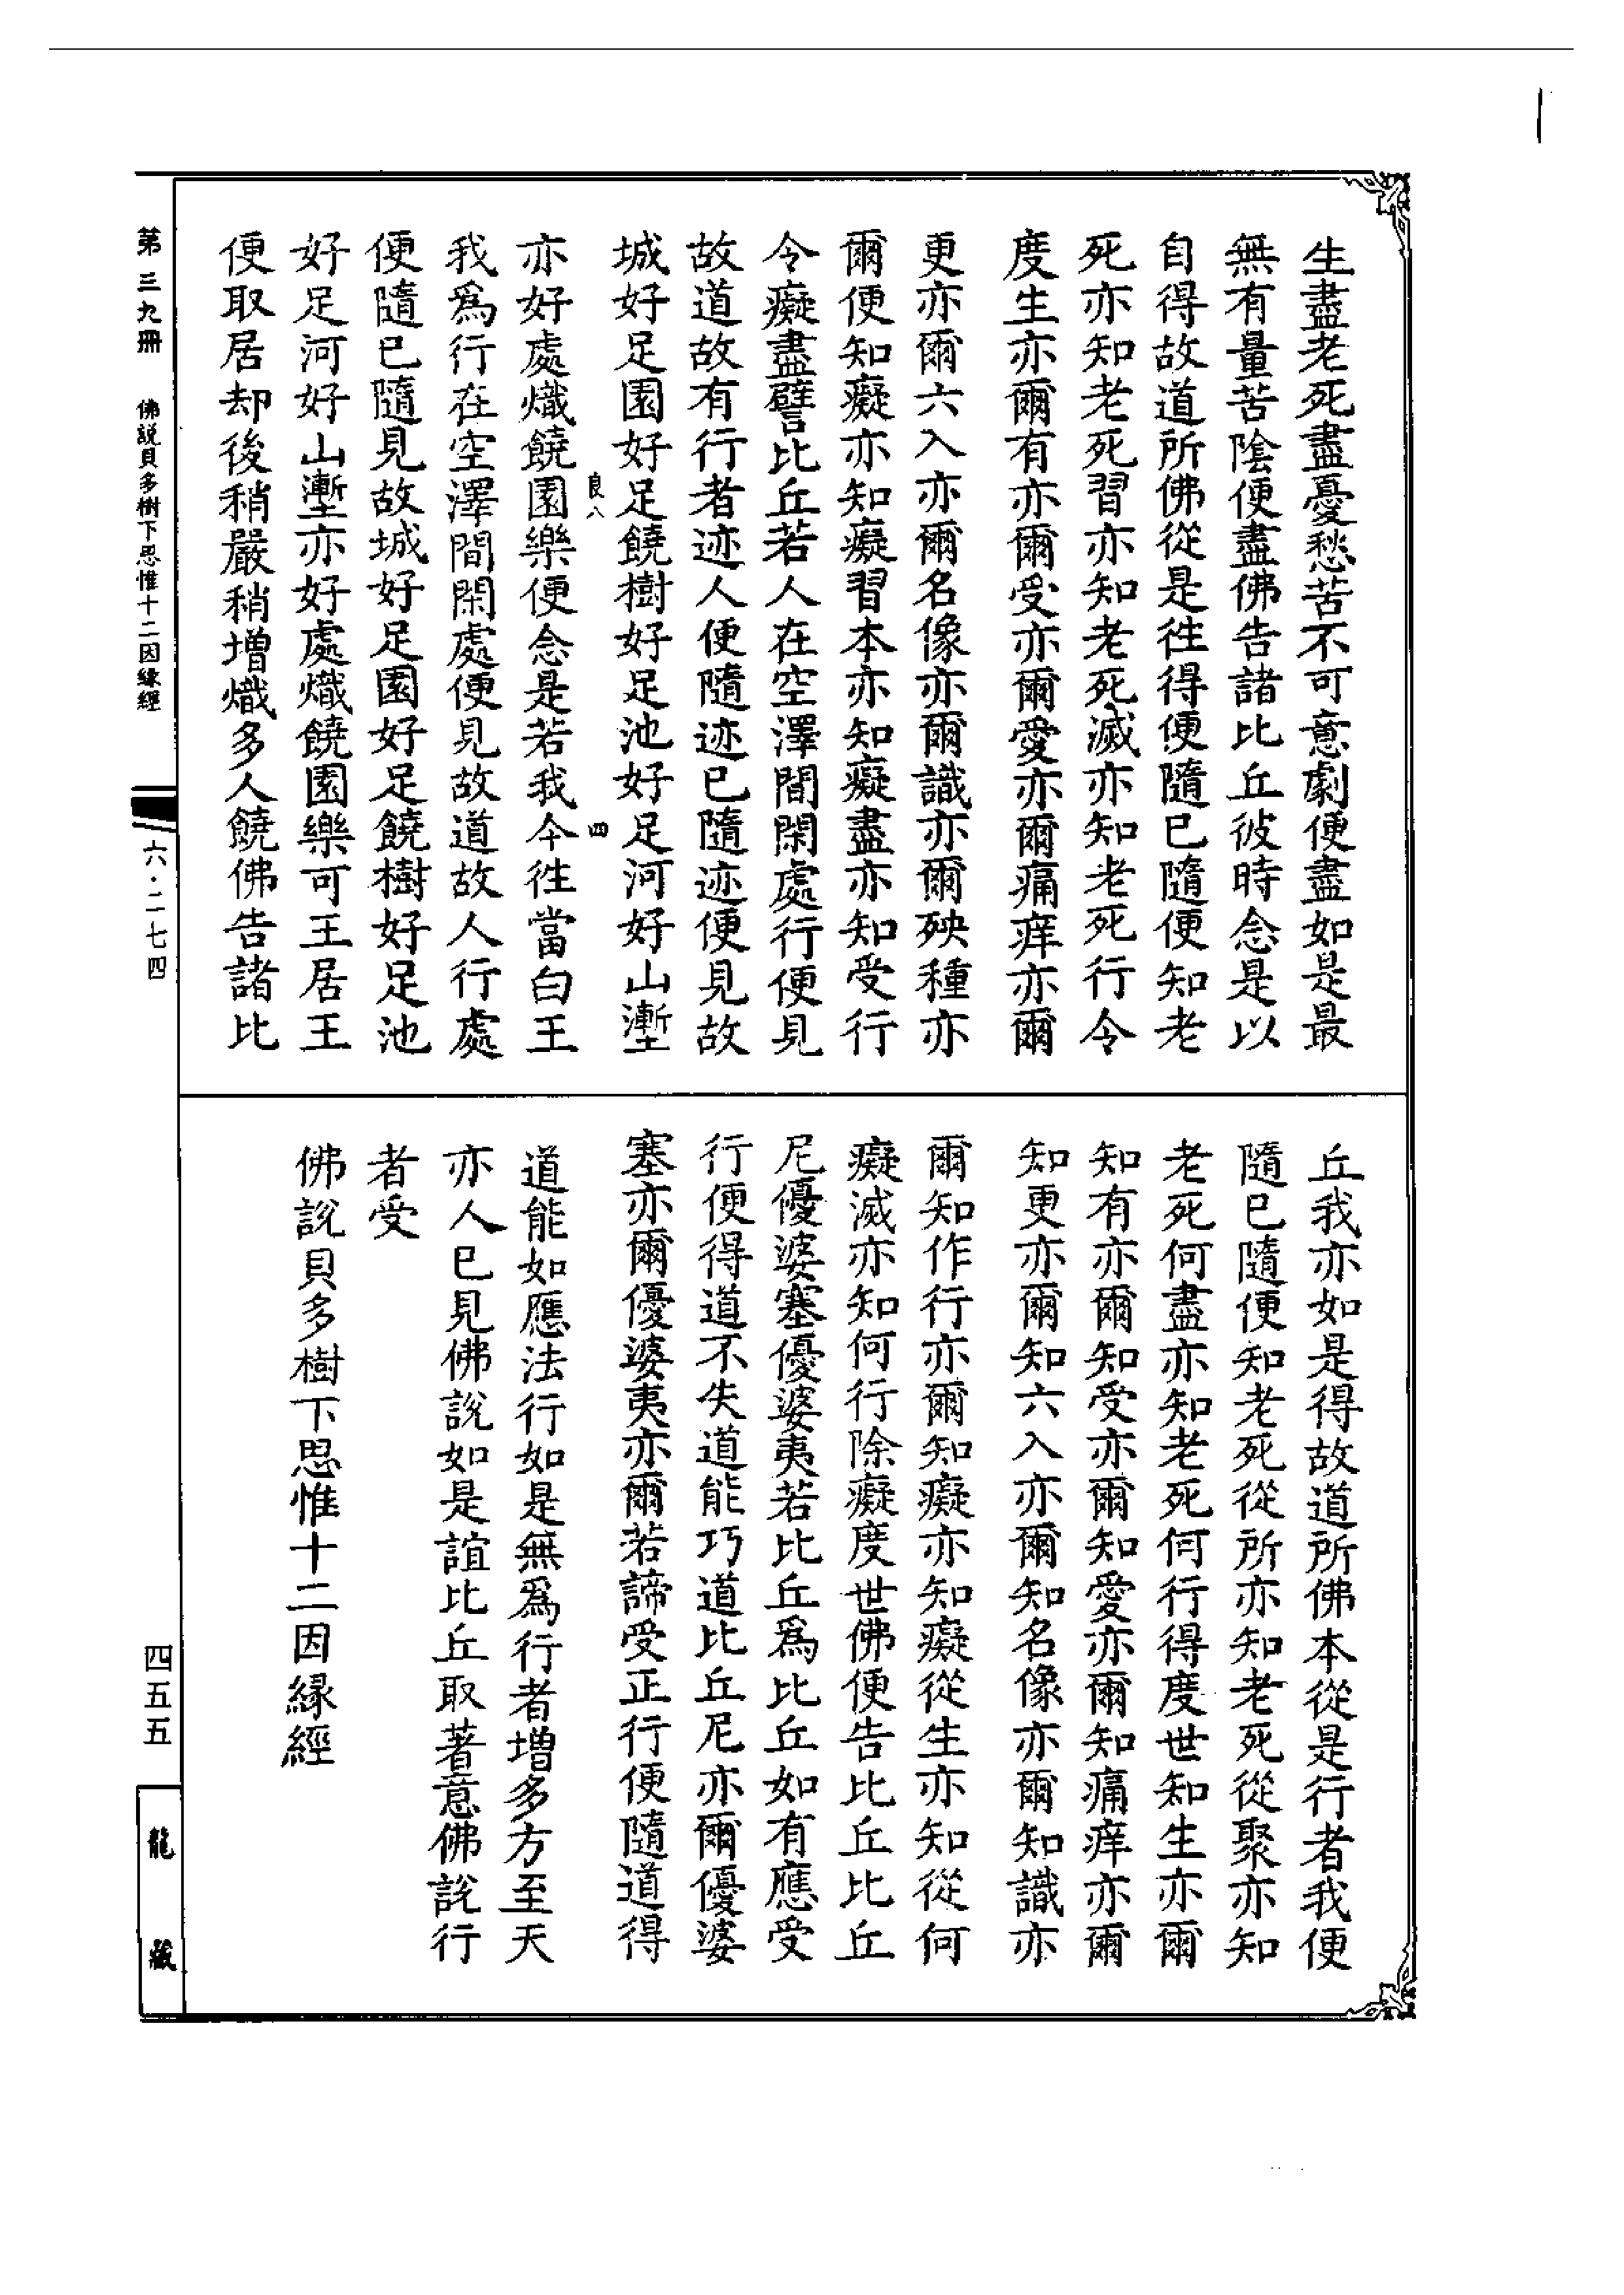 生盡老死盡憂愁苦不可意劇便盡如是最
無有量苦陰便盡佛告諸比丘彼時念是以
自得故道所佛從是徃得便隨已隨便知老
死亦知老死習亦知老死滅亦知老死行令
度生亦爾有亦爾受亦爾愛亦爾痛痒亦爾
更亦爾六入亦爾名像亦爾識亦爾殃種亦
爾便知癡亦知癡習本亦知癡盡亦知受行
令癡盡譬比丘若人在空澤間閑處行便見
故道故有行者迹人便隨迹已隨迹便見故
城好足園好足饒樹好足池好足河好山壍
良八
四
亦好處熾饒園樂便念是若我今徃當白王
我爲行在空澤間閑處便見故道故人行處
便隨已隨見故城好足園好足饒樹好足池
好足河好山壍亦好處熾饒園樂可王居王
便取居却後稍嚴稍增熾多人饒佛告諸比
丘我亦如是得故道所佛本從是行者我便
隨已隨便知老死從所亦知老死從聚亦知
老死何盡亦知老死何行得度世知生亦爾
知有亦爾知受亦爾知愛亦爾知痛痒亦爾
知更亦爾知六入亦爾知名像亦爾知識亦
爾知作行亦爾知癡亦知癡從生亦知從何
癡滅亦知何行除癡度世佛便告比丘比丘
尼優婆塞優婆夷若比丘爲比丘如有應受
行便得道不失道能巧道比丘尼亦爾優婆
塞亦爾優婆夷亦爾若諦受正行便隨道得
道能如應法行如是無爲行者增多方至天
亦人已見佛說如是誼比丘取著意佛說行
者受
佛說貝多樹下思惟十二因緣經
第三九冊 佛說貝多樹下思惟十二因緣經
六·二七四
四五五
龍藏